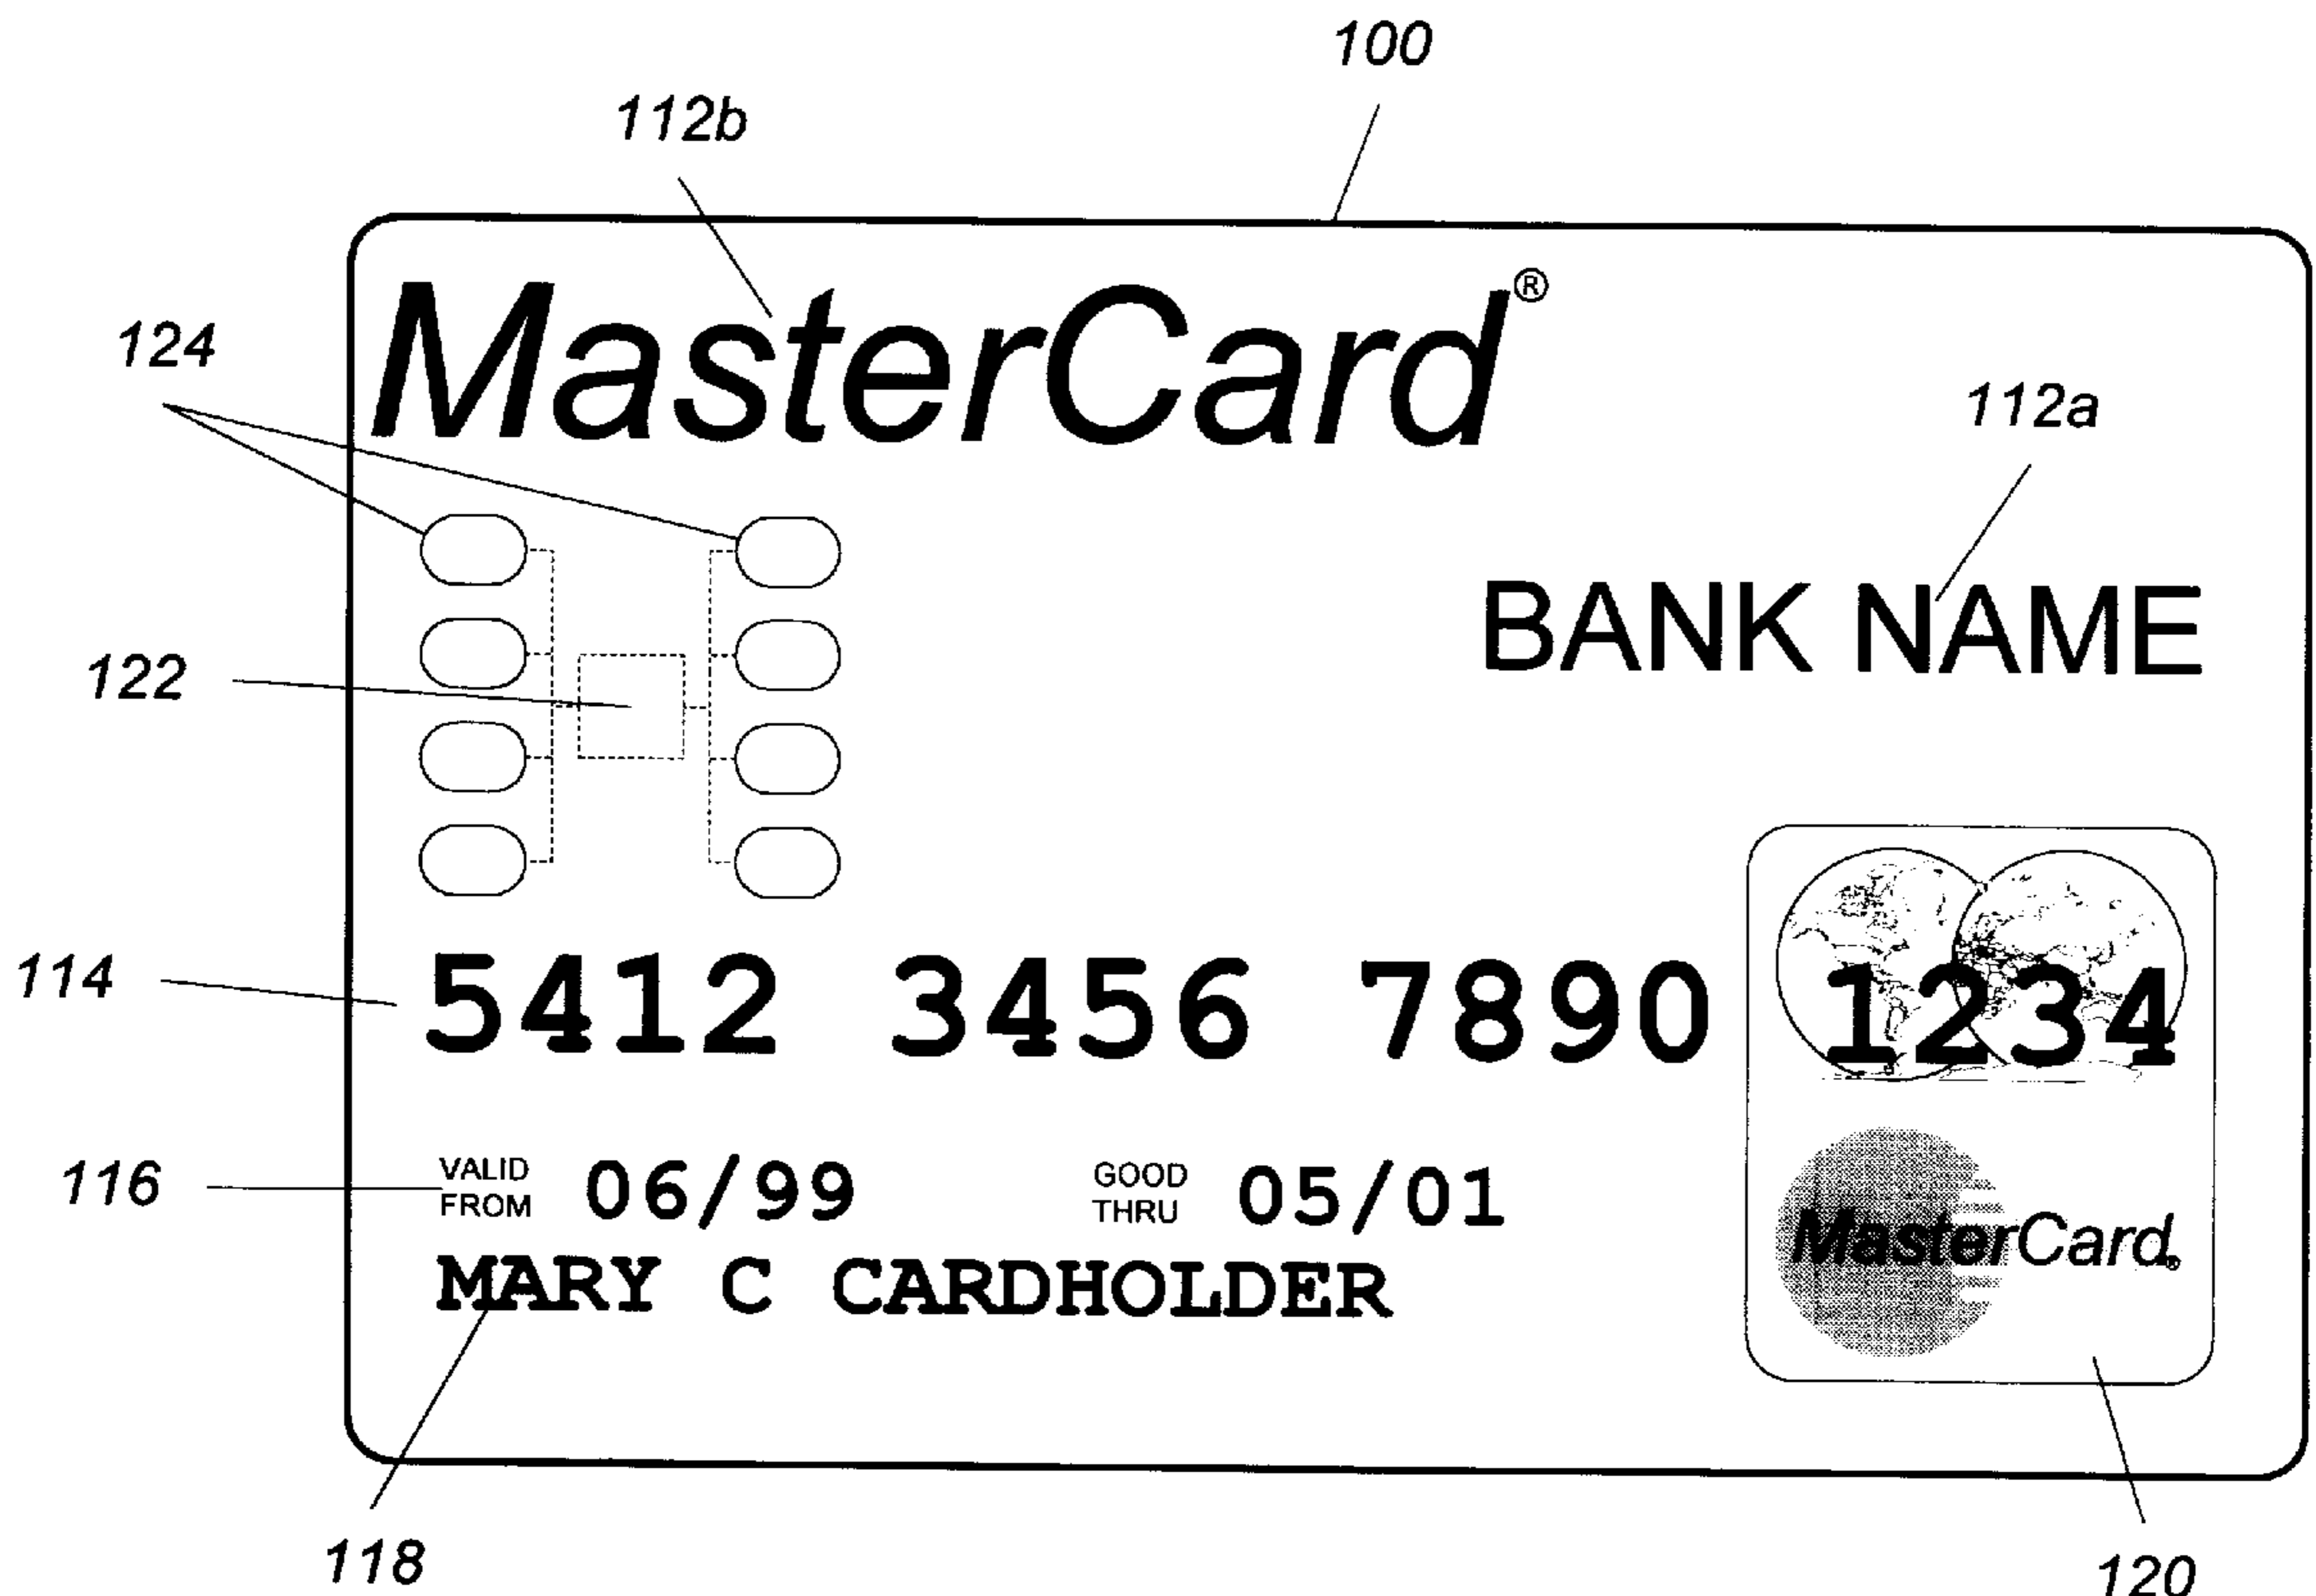 100
112b
MasterCard®
124
112a
BANK NAME
122
114
5412 3456 7890 1234
116
VALID FROM 06/99 GOOD THRU 05/01
MasterCard®
MARY C CARDHOLDER
118
120